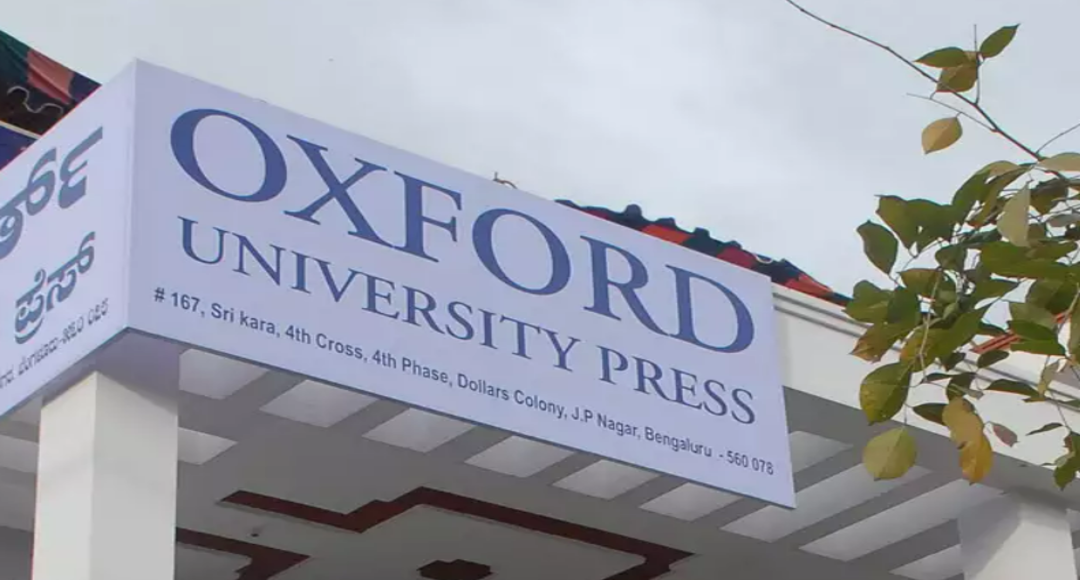 OXFORD
UNIVERSITY PRESS
# 167, Sri kara, 4th Cross, 4th Phase, Dollars Colony, J.P Nagar, Bengaluru - 560 078
ಪ್ರೆಸ್